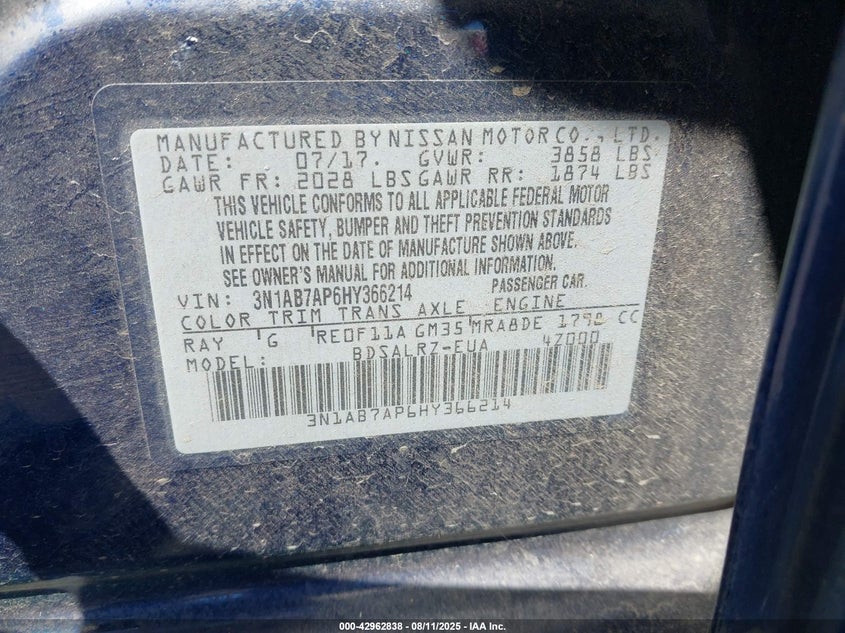 MANUFACTURED BY NISSAN MOTOR CO., LTD.
DATE: 07/17. GVWR: 3858 LBS
GAWR FR: 2028 LBS GAWR RR: 1874 LBS
THIS VEHICLE CONFORMS TO ALL APPLICABLE FEDERAL MOTOR
VEHICLE SAFETY, BUMPER AND THEFT PREVENTION STANDARDS
IN EFFECT ON THE DATE OF MANUFACTURE SHOWN ABOVE.
SEE OWNER'S MANUAL FOR ADDITIONAL INFORMATION.
VIN: 3N1AB7AP6HY366214 PASSENGER CAR.
COLOR TRIM TRANS AXLE ENGINE
RAY G RE0F11A GM35 MRA8DE 1798 CC
MODEL: BDSALRZ-EUA 4Z000
3N1AB7AP6HY366214
000-42962838 - 08/11/2025 - IAA Inc.